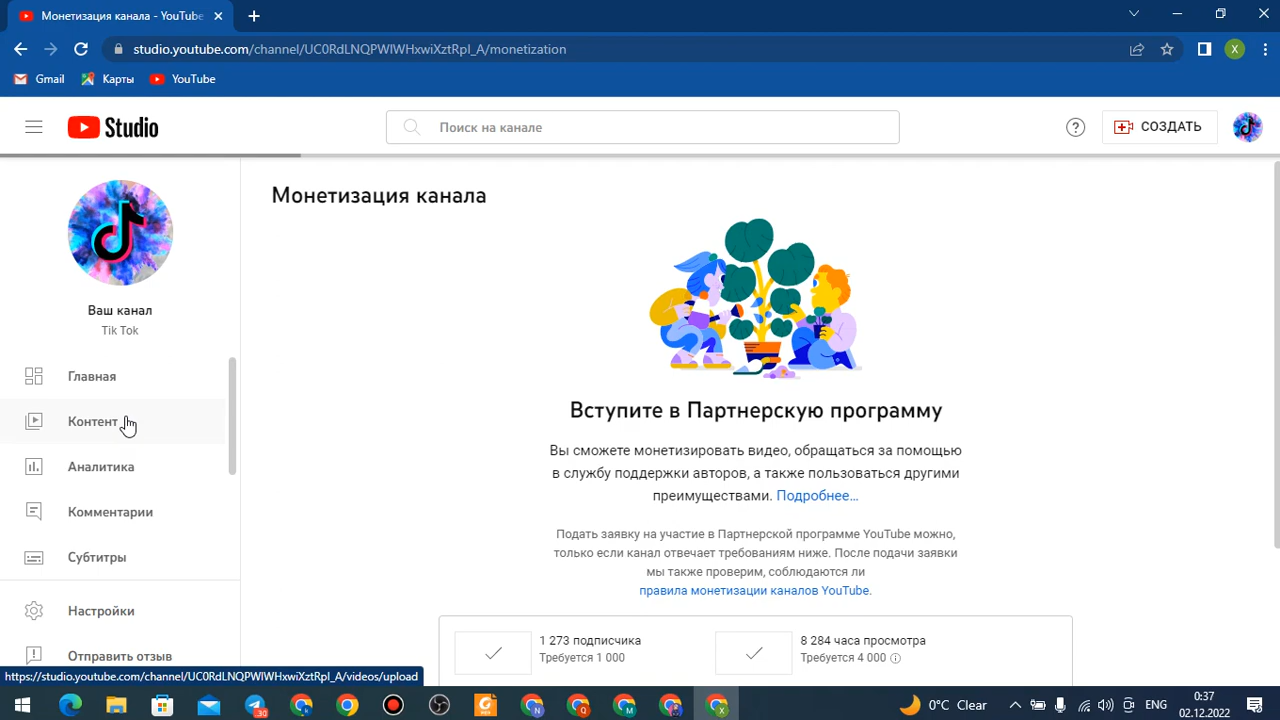 Монетизация канала - YouTube
studio.youtube.com/channel/UC0RdLNQPWlWHxwiXztRpl_A/monetization
X
Gmail
Карты
YouTube
Studio
Поиск на канале
СОЗДАТЬ
Ваш канал
Tik Tok
Главная
Контент
Аналитика
Комментарии
Субтитры
Настройки
Отправить отзыв
Монетизация канала
Вступите в Партнерскую программу
Вы сможете монетизировать видео, обращаться за помощью
в службу поддержки авторов, а также пользоваться другими
преимуществами. Подробнее…
Подать заявку на участие в Партнерской программе YouTube можно,
только если канал отвечает требованиям ниже. После подачи заявки
мы также проверим, соблюдаются ли
правила монетизации каналов YouTube.
1 273 подписчика
Требуется 1 000
8 284 часа просмотра
Требуется 4 000
https://studio.youtube.com/channel/UC0RdLNQPWlWHxwiXztRpl_A/videos/upload
30
N
Q
M
X
0°C Clear
ENG
0:37
02.12.2022